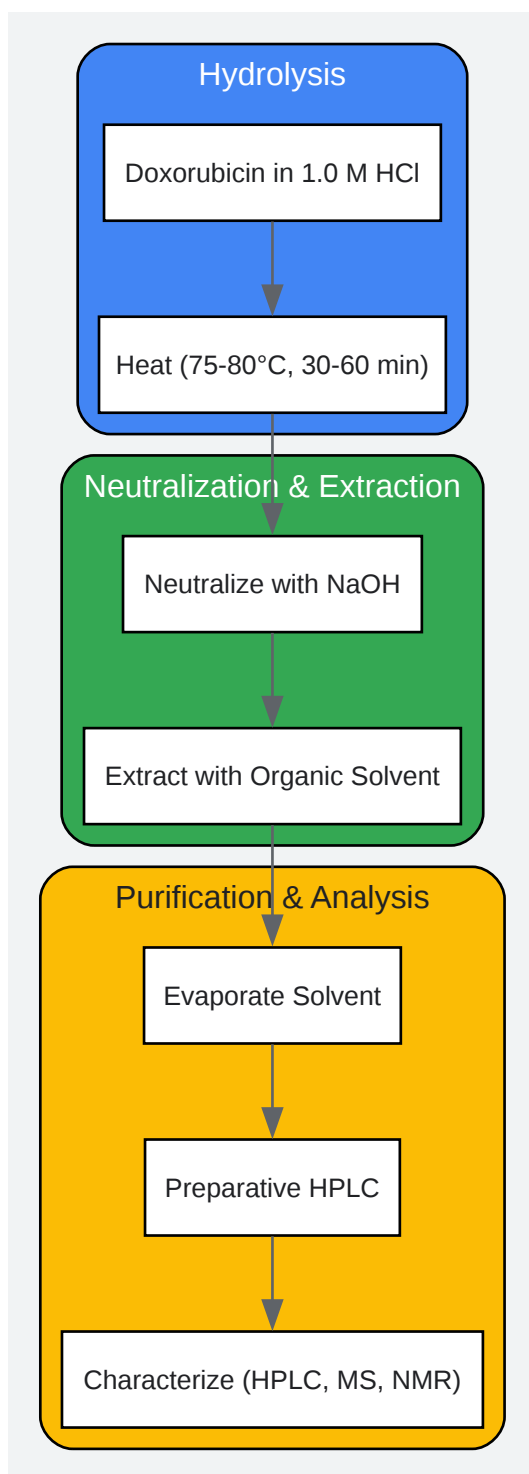 Hydrolysis
Doxorubicin in 1.0 M HCl
Heat (75-80°C, 30-60 min)
Neutralization & Extraction
Neutralize with NaOH
Extract with Organic Solvent
Purification & Analysis
Evaporate Solvent
Preparative HPLC
Characterize (HPLC, MS, NMR)